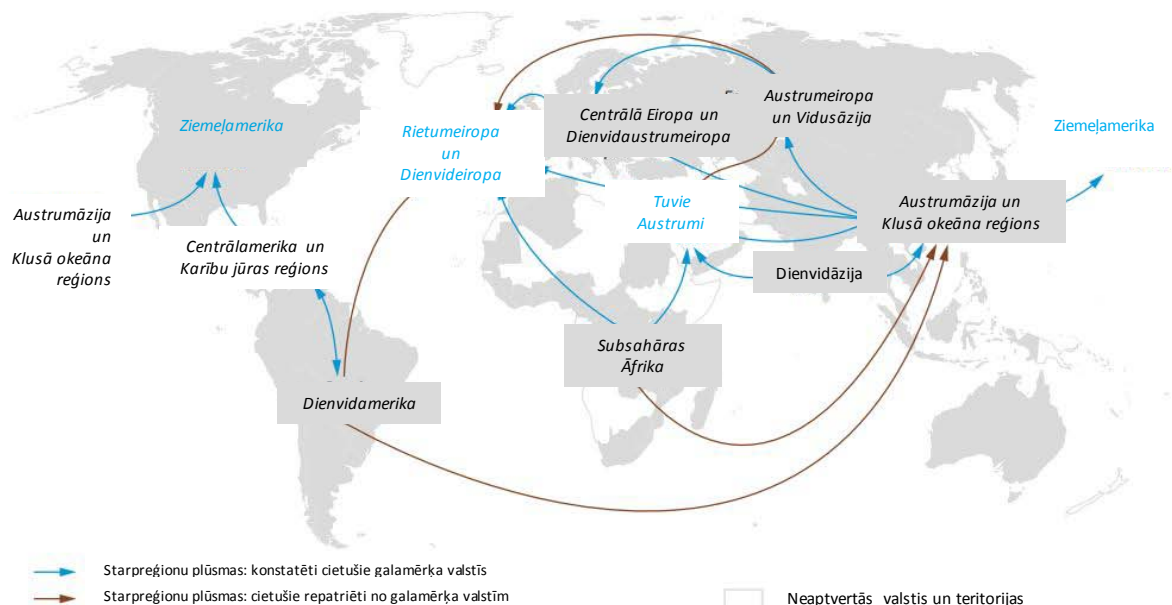 Ziemeļamerika
Rietumeiropa
un
Dienvideiropa
Centrālā Eiropa un
Dienvidaustrumeiropa
Austrumeiropa
un Vidusāzija
Ziemeļamerika
Austrumāzija
un
Klusā okeāna
reģions
Centrālamerika un
Karību jūras reģions
Tuvie
Austrumi
Austrumāzija un
Klusā okeāna reģions
Dienvidāzija
Subsahāras
Āfrika
Dienvidamerika
Starpreģionu plūsmas: konstatēti cietušie galamērķa valstīs
Starpreģionu plūsmas: cietušie repatriēti no galamērķa valstīm
Neaptvertās valstis un teritorijas